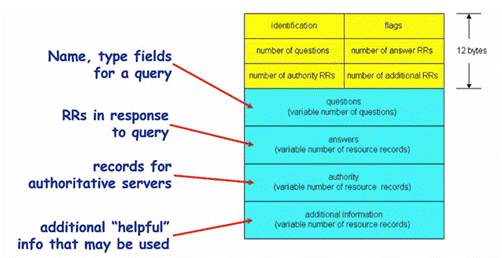 identification flags
number of questions number of answer RRs
number of authority RRs number of additional RRs
12 bytes
Name, type fields
for a query
questions
(variable number of questions)
RRs in response
to query
answers
(variable number of resource records)
records for
authoritative servers
authority
(variable number of resource records)
additional "helpful"
info that may be used
additional information
(variable number of resource records)